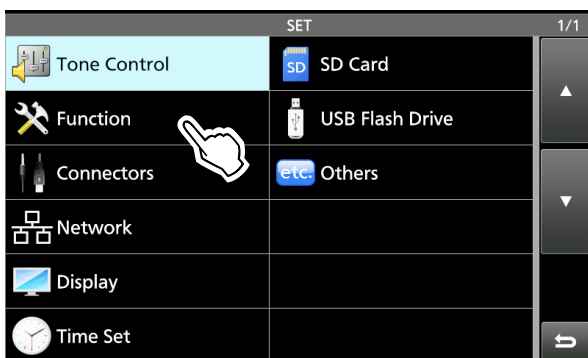 SET 1/1
Tone Control
Function
Connectors
Network
Display
Time Set
SD SD Card
USB Flash Drive
etc. Others